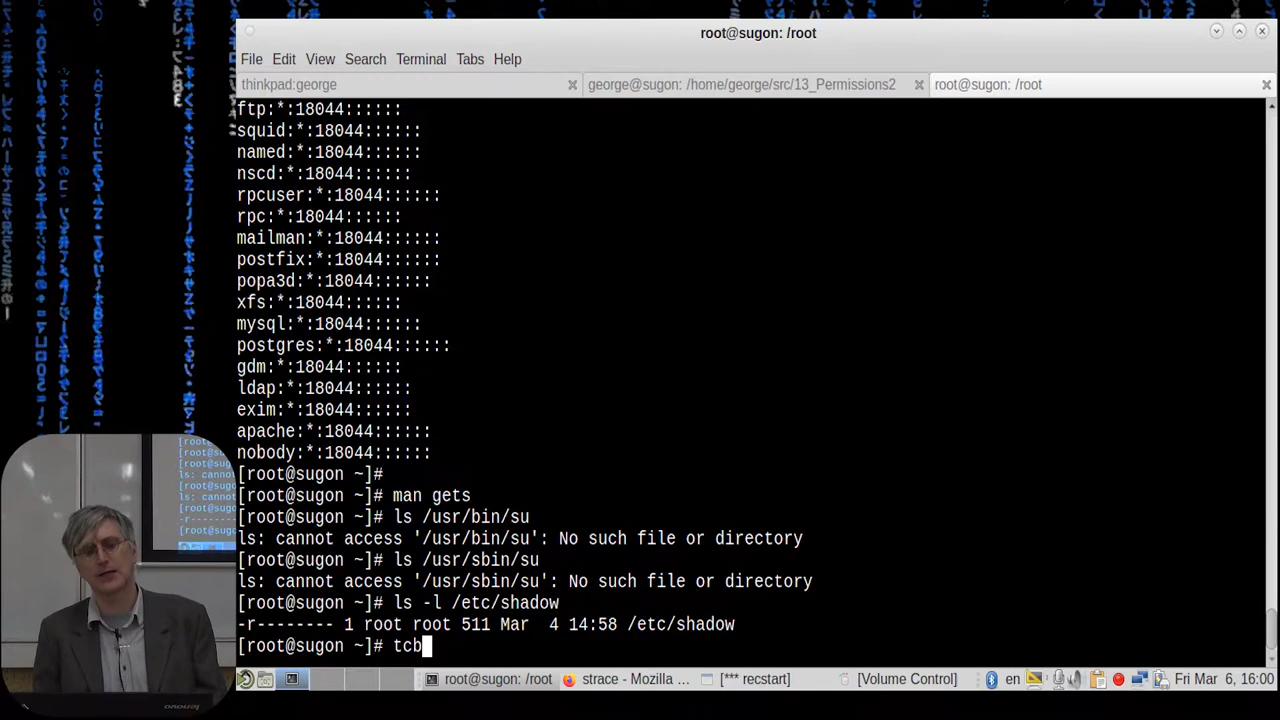 root@sugon: /root
File Edit View Search Terminal Tabs Help
thinkpad:george
george@sugon: /home/george/src/13_Permissions2
root@sugon: /root
ftp:*:18044::::::
squid:*:18044::::::
named:*:18044::::::
nscd:*:18044::::::
rpcuser:*:18044::::::
rpc:*:18044::::::
mailman:*:18044::::::
postfix:*:18044::::::
popa3d:*:18044::::::
xfs:*:18044::::::
mysql:*:18044::::::
postgres:*:18044::::::
gdm:*:18044::::::
ldap:*:18044::::::
exim:*:18044::::::
apache:*:18044::::::
nobody:*:18044::::::
[root@sugon ~]#
[root@sugon ~]# man gets
[root@sugon ~]# ls /usr/bin/su
ls: cannot access '/usr/bin/su': No such file or directory
[root@sugon ~]# ls /usr/sbin/su
ls: cannot access '/usr/sbin/su': No such file or directory
[root@sugon ~]# ls -l /etc/shadow
-r-------- 1 root root 511 Mar  4 14:58 /etc/shadow
[root@sugon ~]# tcb
root@sugon: /root
strace - Mozilla ...
[*** recstart]
[Volume Control]
en
Fri Mar  6, 16:00